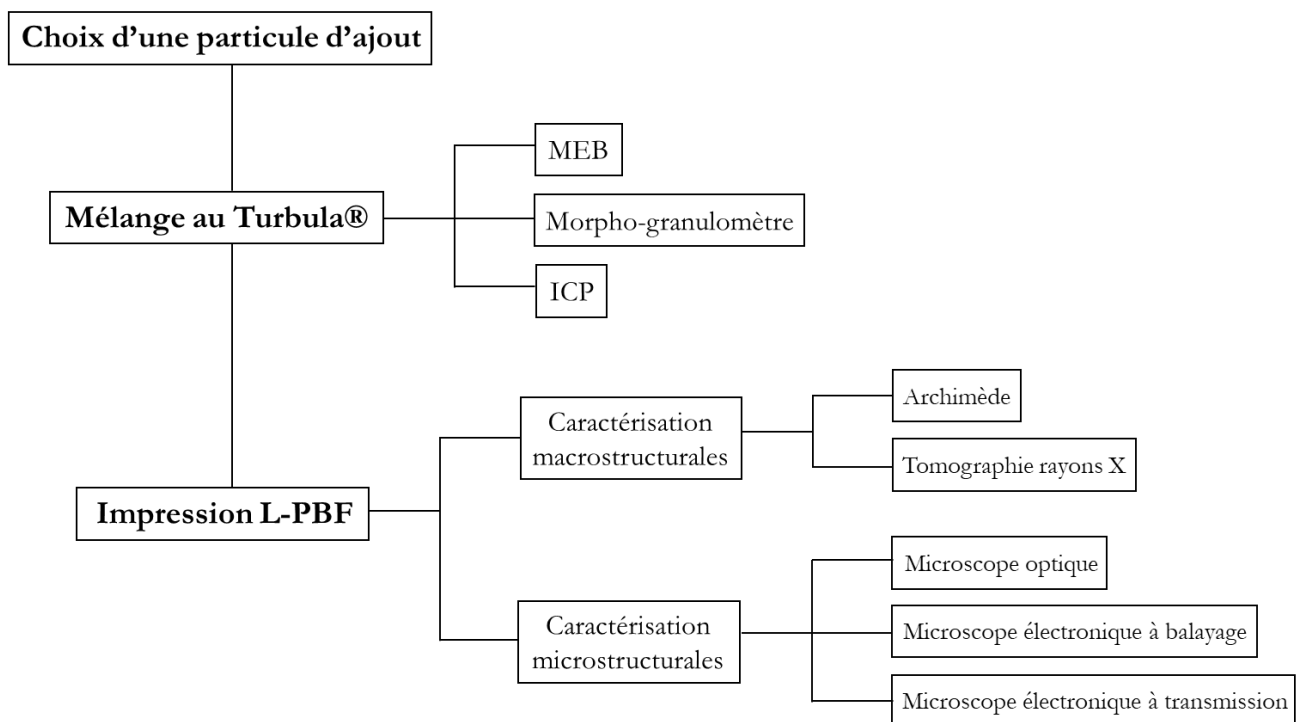 Choix d'une particule d'ajout
MEB
Mélange au Turbula®
Morpho-granulomètre
ICP
Archimède
Caractérisation
macrostructurales
Tomographie rayons X
Impression L-PBF
Microscope optique
Caractérisation
microstructurales
Microscope électronique à balayage
Microscope électronique à transmission